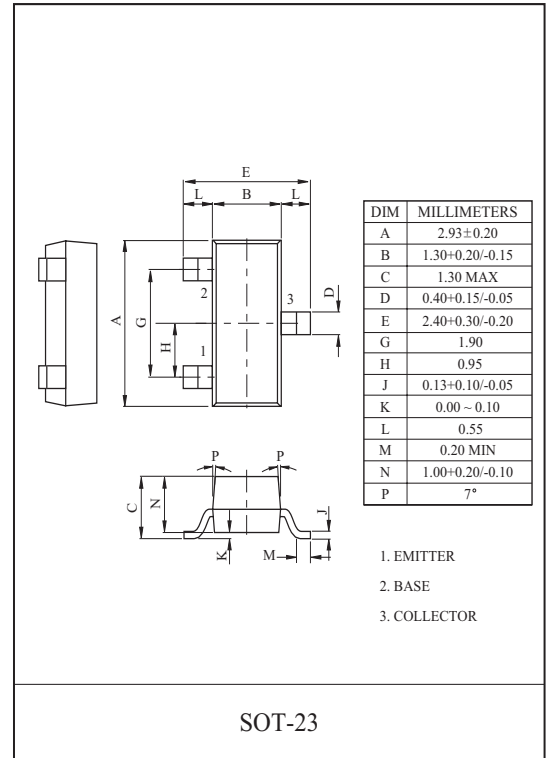 E
L B L
A
G
H
2
1
3
D
P P
C
N
K
M
J
DIM MILLIMETERS
A 2.93±0.20
B 1.30+0.20/-0.15
C 1.30 MAX
D 0.40+0.15/-0.05
E 2.40+0.30/-0.20
G 1.90
H 0.95
J 0.13+0.10/-0.05
K 0.00 ~ 0.10
L 0.55
M 0.20 MIN
N 1.00+0.20/-0.10
P 7°
1. EMITTER
2. BASE
3. COLLECTOR
SOT-23